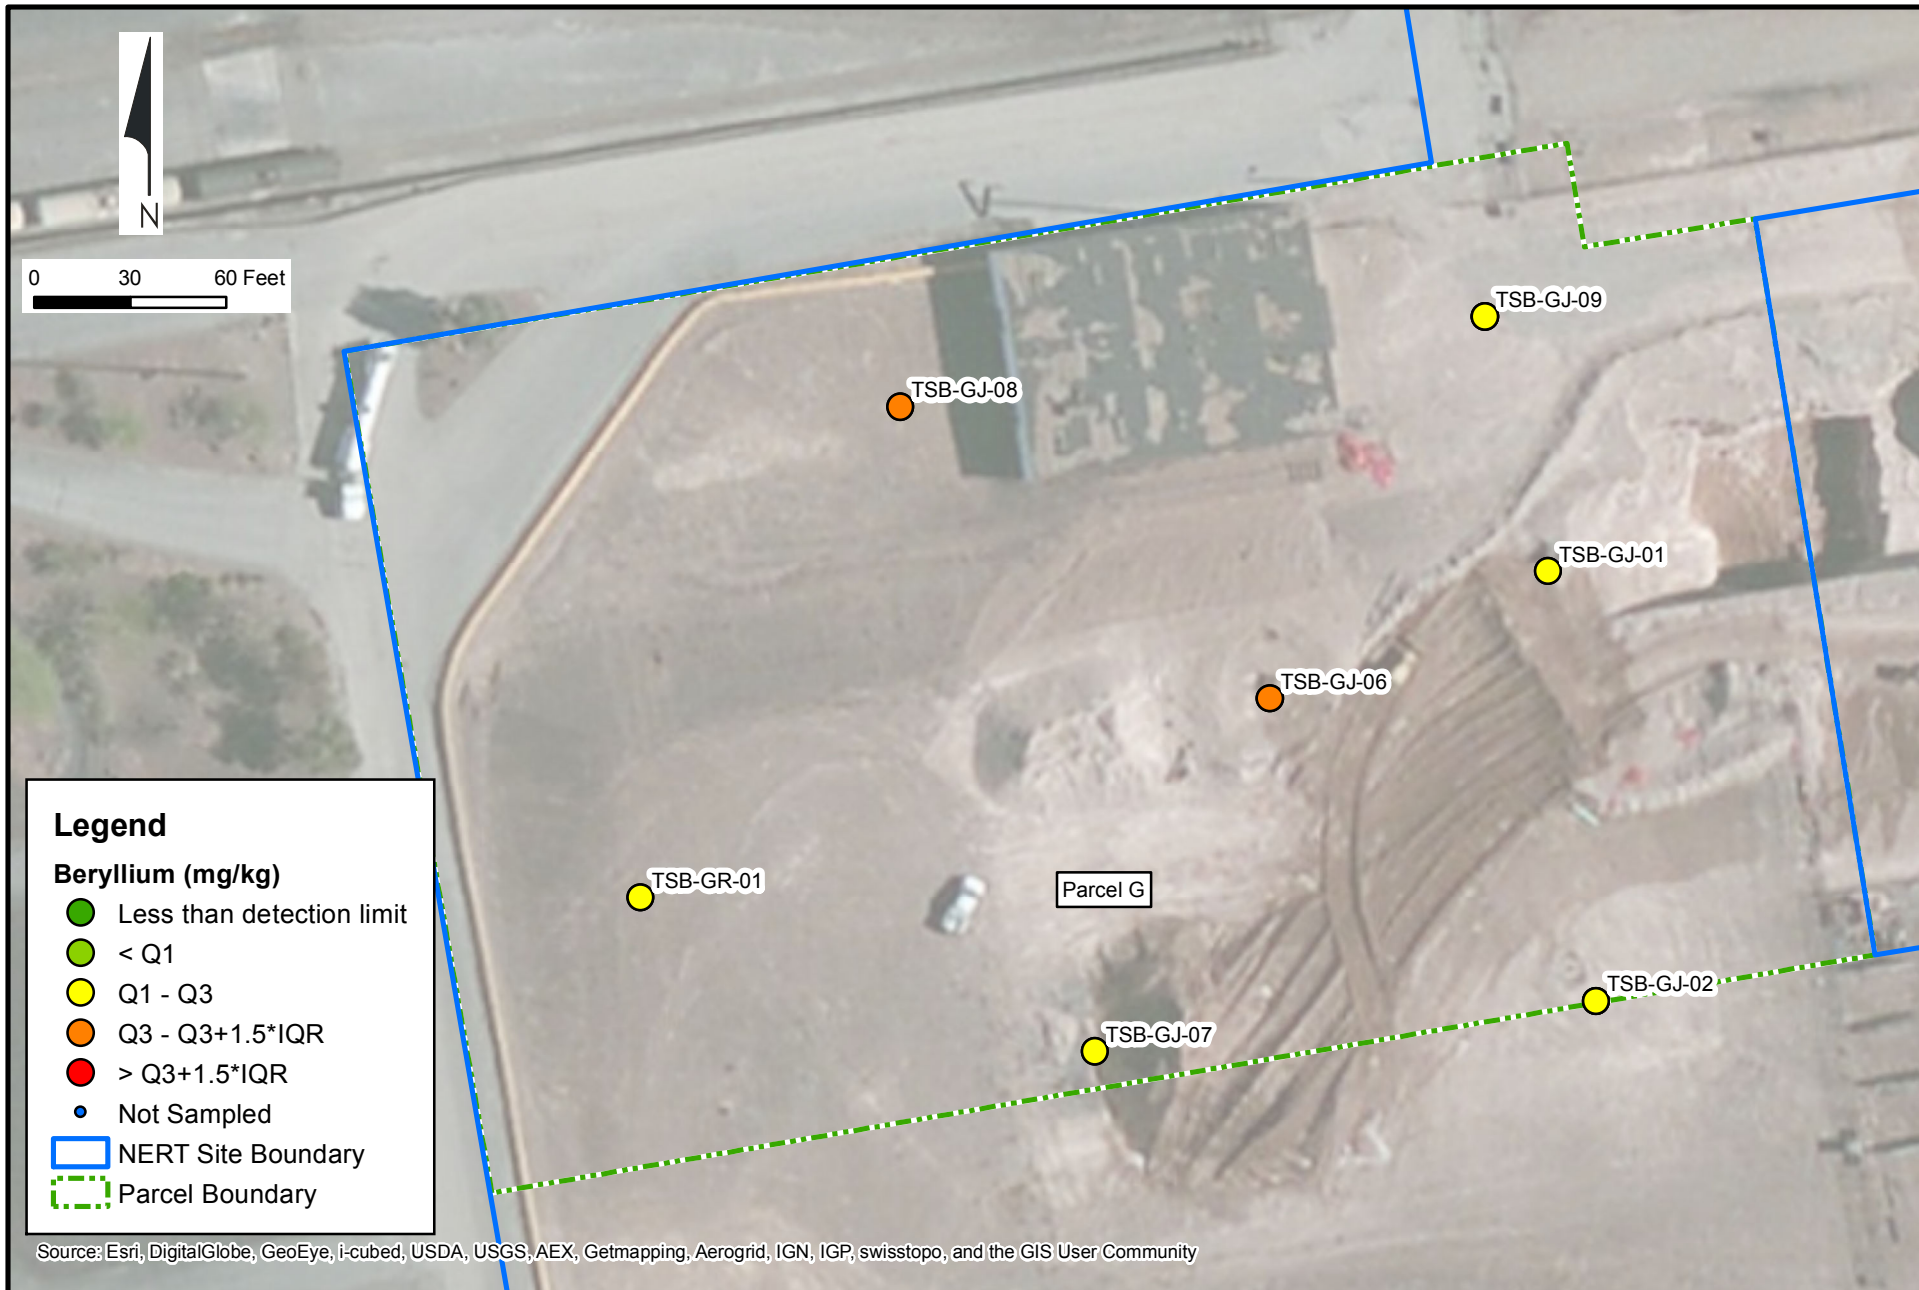 N
0 30 60 Feet
TSB-GJ-09
TSB-GJ-08
TSB-GJ-01
TSB-GJ-06
TSB-GR-01
Parcel G
TSB-GJ-02
TSB-GJ-07
Legend
Beryllium (mg/kg)
Less than detection limit
< Q1
Q1 - Q3
Q3 - Q3+1.5*IQR
> Q3+1.5*IQR
Not Sampled
NERT Site Boundary
Parcel Boundary
Source: Esri, DigitalGlobe, GeoEye, i-cubed, USDA, USGS, AEX, Getmapping, Aerogrid, IGN, IGP, swisstopo, and the GIS User Community